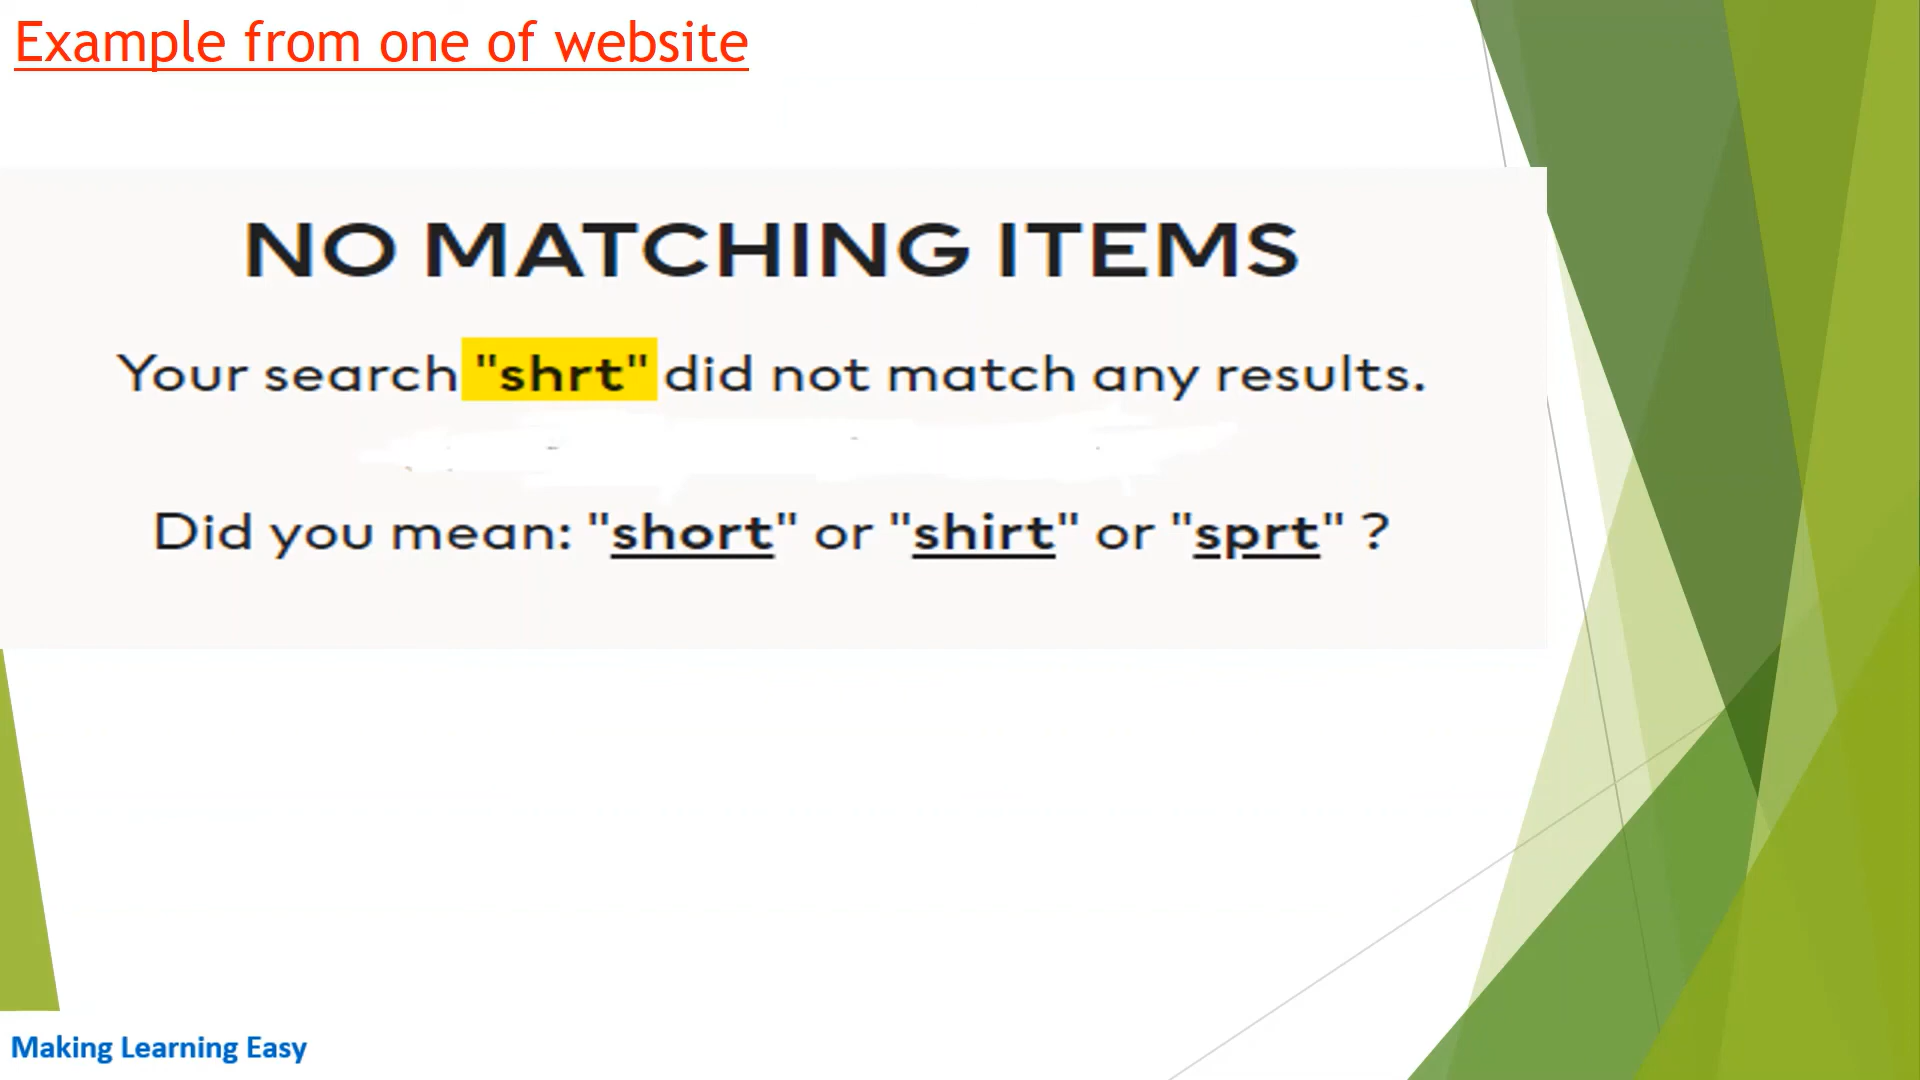 Example from one of website
NO MATCHING ITEMS
Your search "shrt" did not match any results.
Did you mean: "short" or "shirt" or "sprt" ?
Making Learning Easy